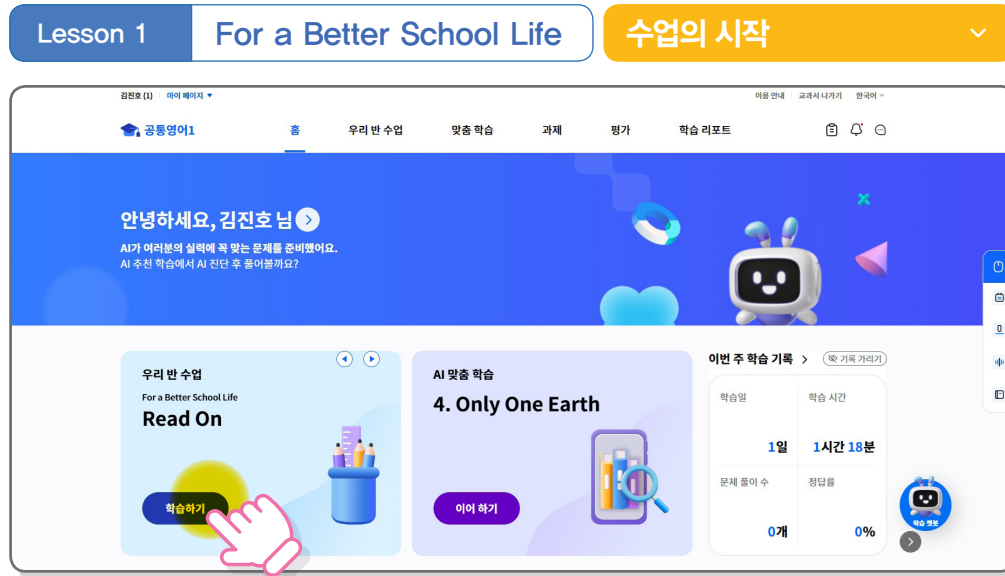 Lesson 1 For a Better School Life 수업의 시작
김진호 (1) 마이 페이지 ▼ 이용 안내 교과서 나가기 한국어
공통영어1 홈 우리 반 수업 맞춤 학습 과제 평가 학습 리포트
안녕하세요, 김진호 님
AI가 여러분의 실력에 꼭 맞는 문제를 준비했어요.
AI 추천 학습에서 AI 진단 후 풀어볼까요?
우리 반 수업
For a Better School Life
Read On
학습하기
AI 맞춤 학습
4. Only One Earth
이어 하기
이번 주 학습 기록 기록 가리기
학습일 학습 시간
1일 1시간 18분
문제 풀이 수 정답률
0개 0%
학습 챗봇